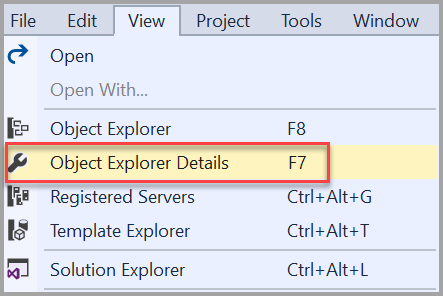 File Edit View Project Tools Window
Open
Open With...
Object Explorer F8
Object Explorer Details F7
Registered Servers Ctrl+Alt+G
Template Explorer Ctrl+Alt+T
Solution Explorer Ctrl+Alt+L